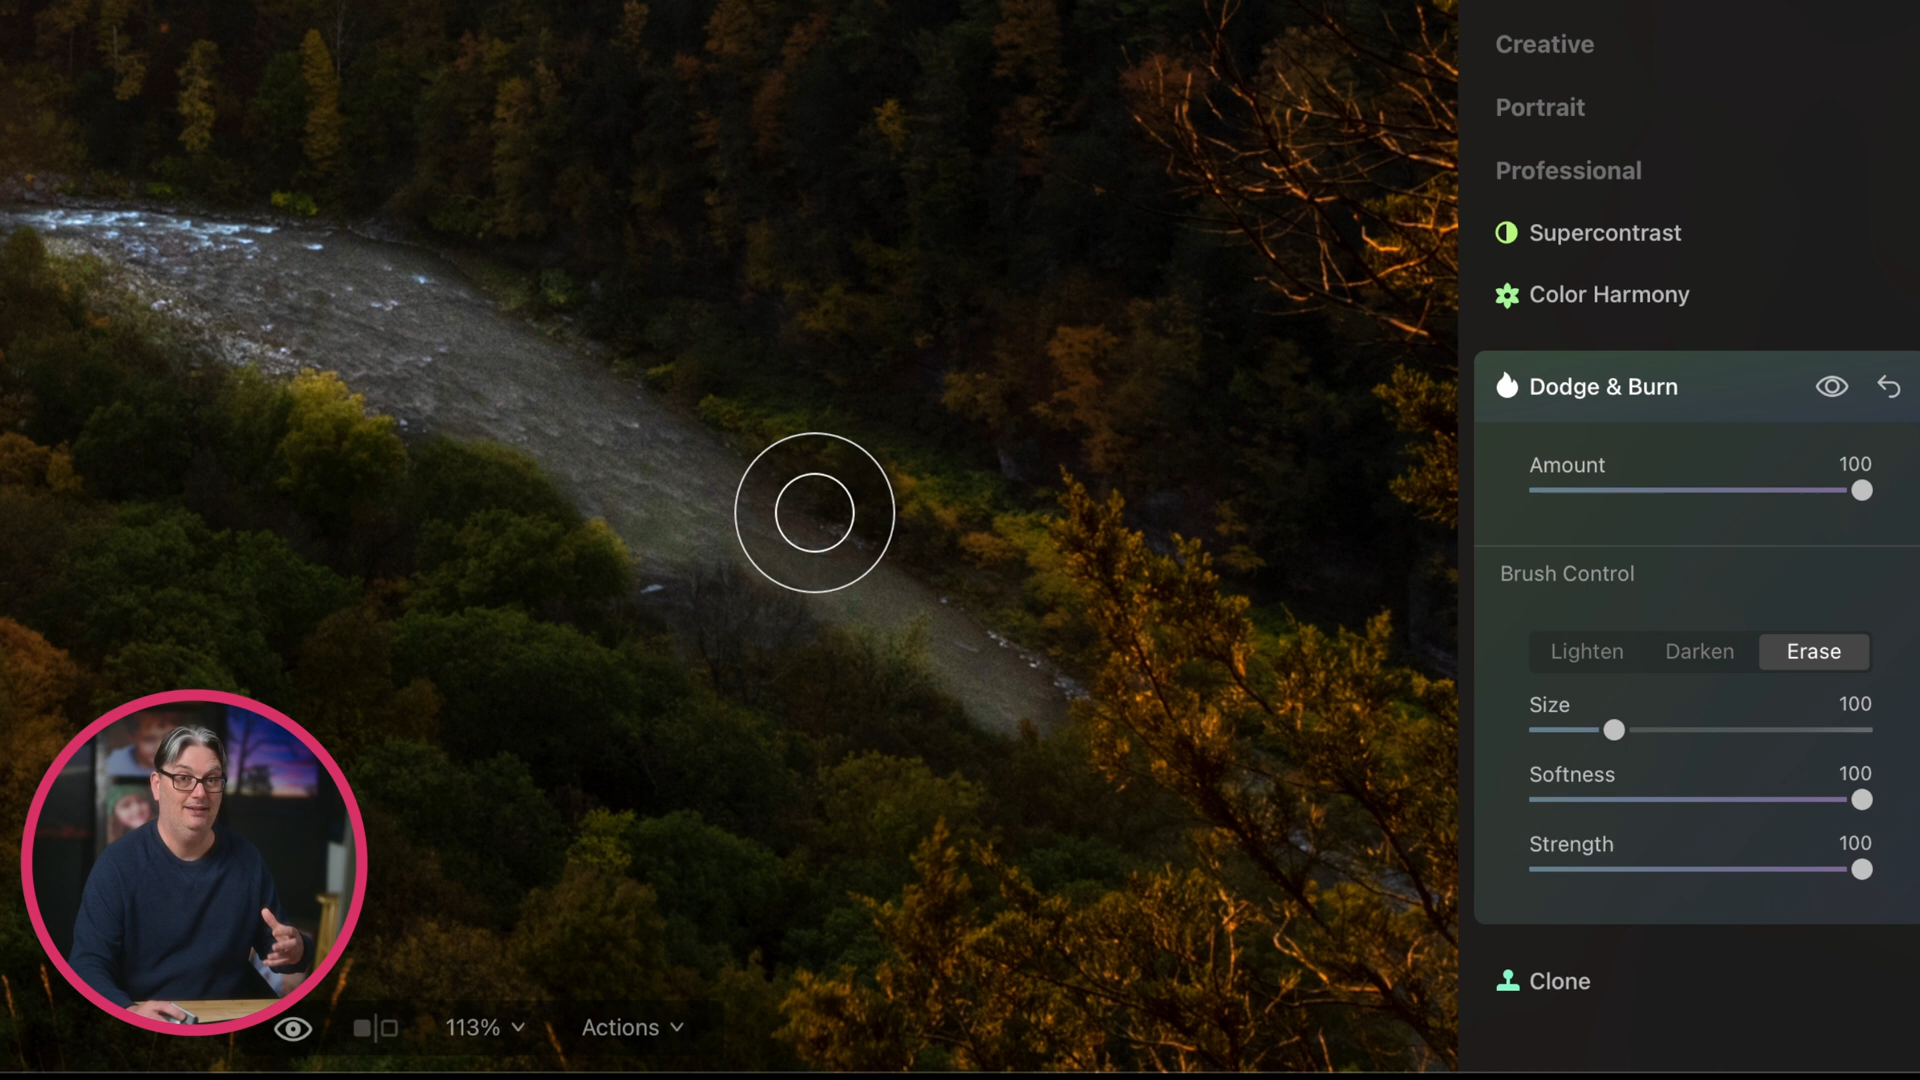 Creative
Portrait
Professional
Supercontrast
Color Harmony
Dodge & Burn
Amount 100
Brush Control
Lighten Darken Erase
Size 100
Softness 100
Strength 100
Clone
113% Actions